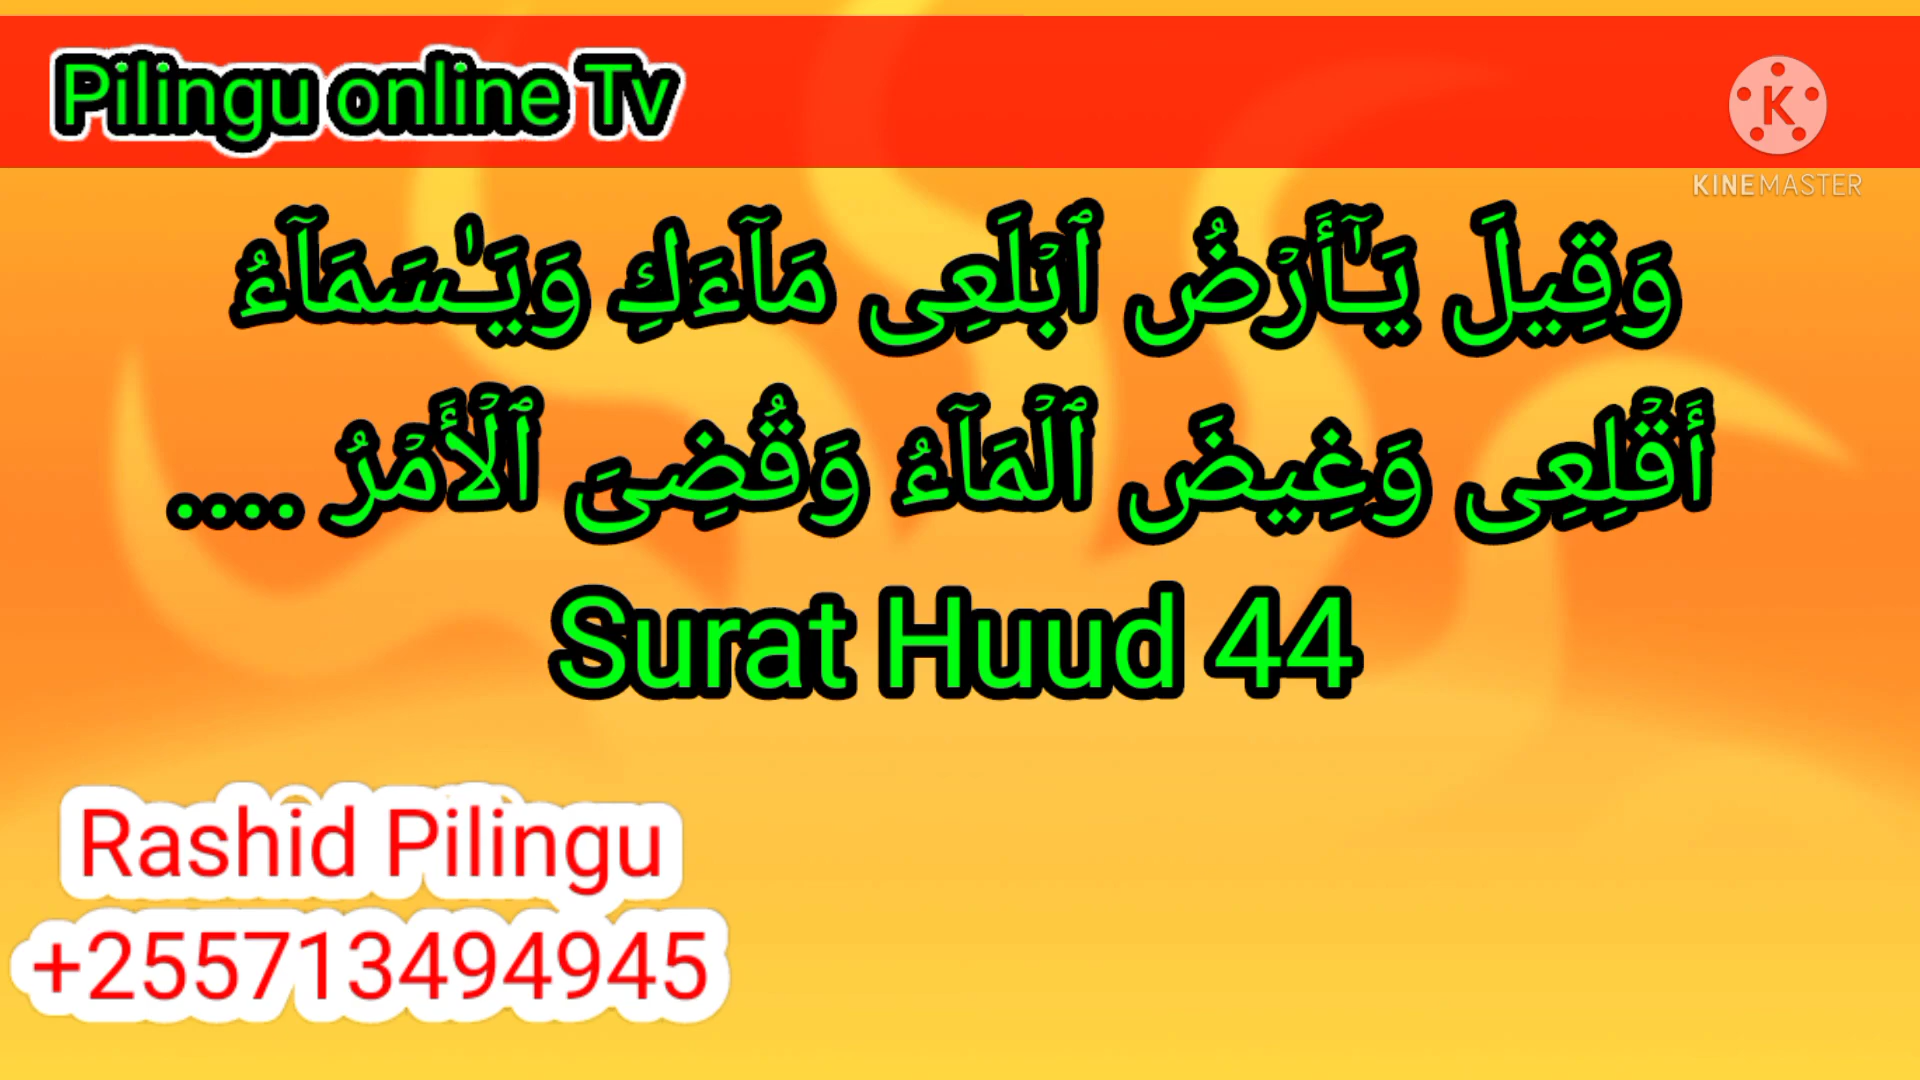 Pilingu online Tv
K
KINEMASTER
وَقِيلَ يَـٰٓأَرْضُ ٱبْلَعِى مَآءَكِ وَيَـٰسَمَآءُ
أَقْلِعِى وَغِيضَ ٱلْمَآءُ وَقُضِىَ ٱلْأَمْرُ ....
Surat Huud 44
Rashid Pilingu
+255713494945